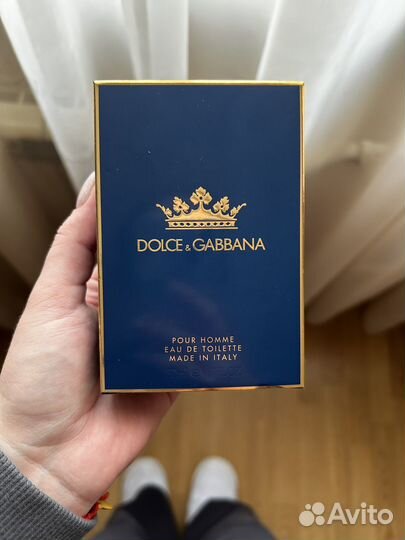 DOLCE & GABBANA
POUR HOMME
EAU DE TOILETTE
MADE IN ITALY
Avito